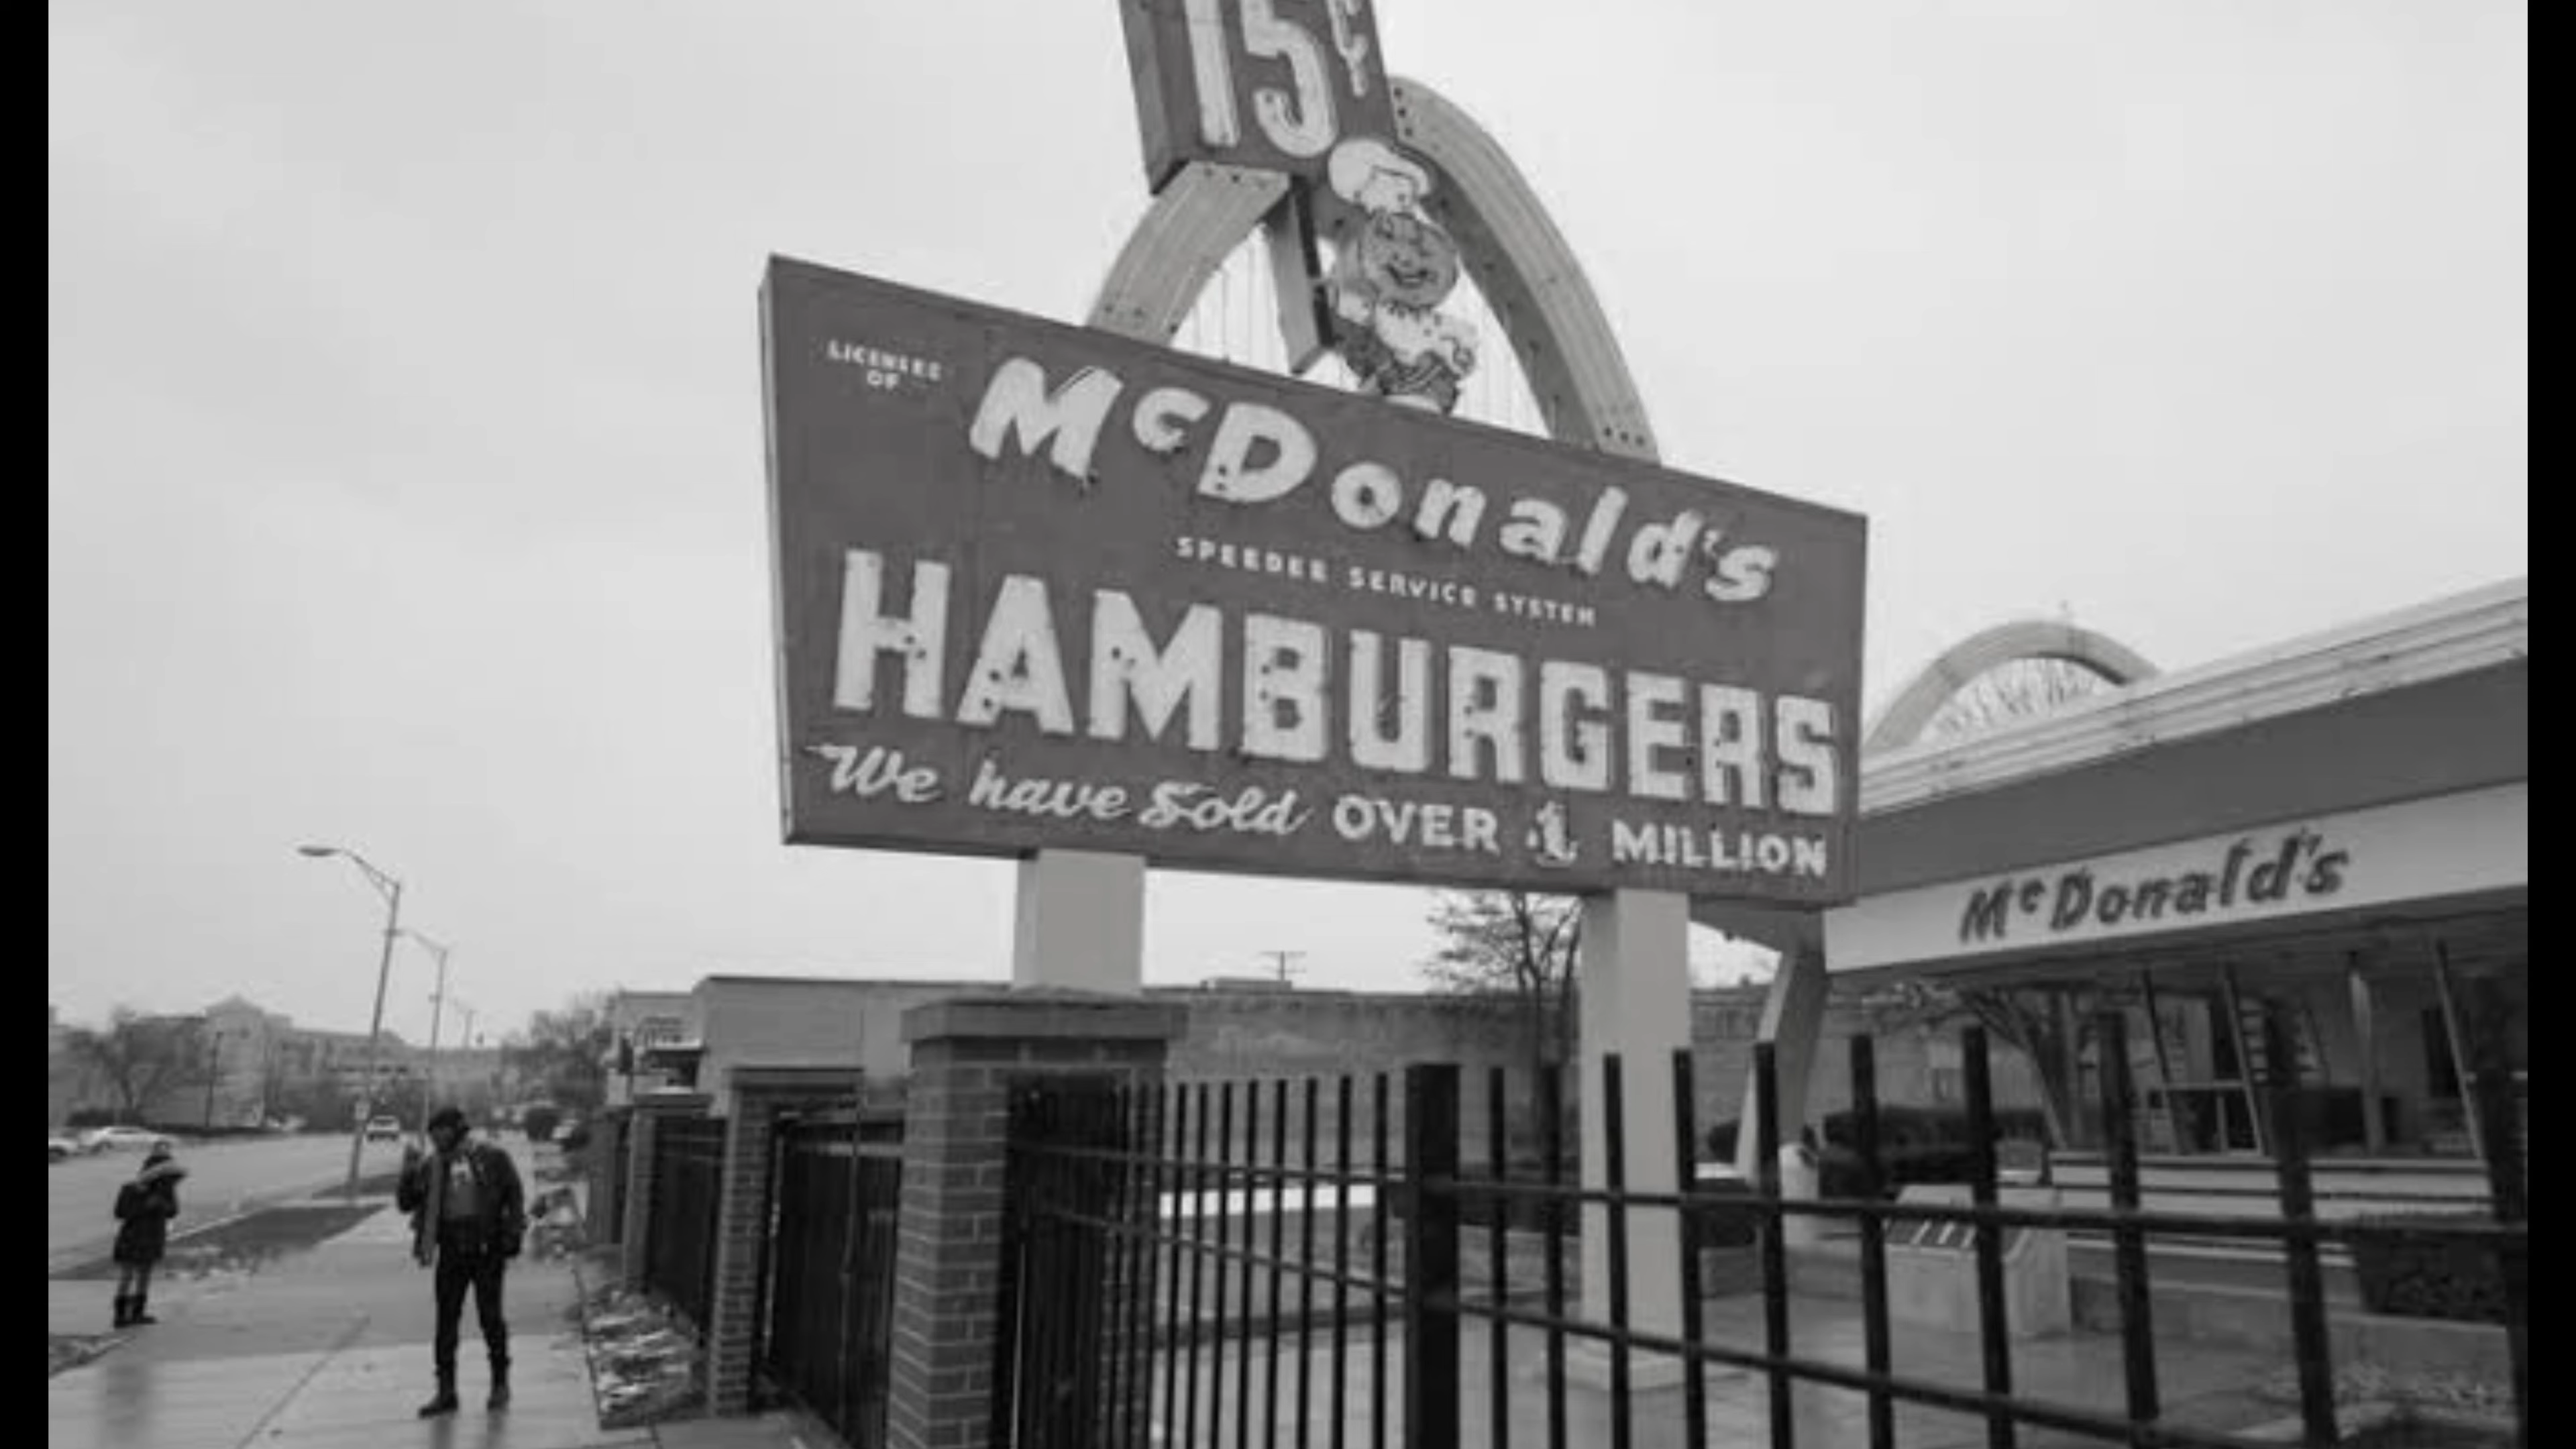 15¢
LICENSEE
OF
McDonald's
SPEEDEE SERVICE SYSTEM
HAMBURGERS
We have Sold OVER 1 MILLION
McDonald's